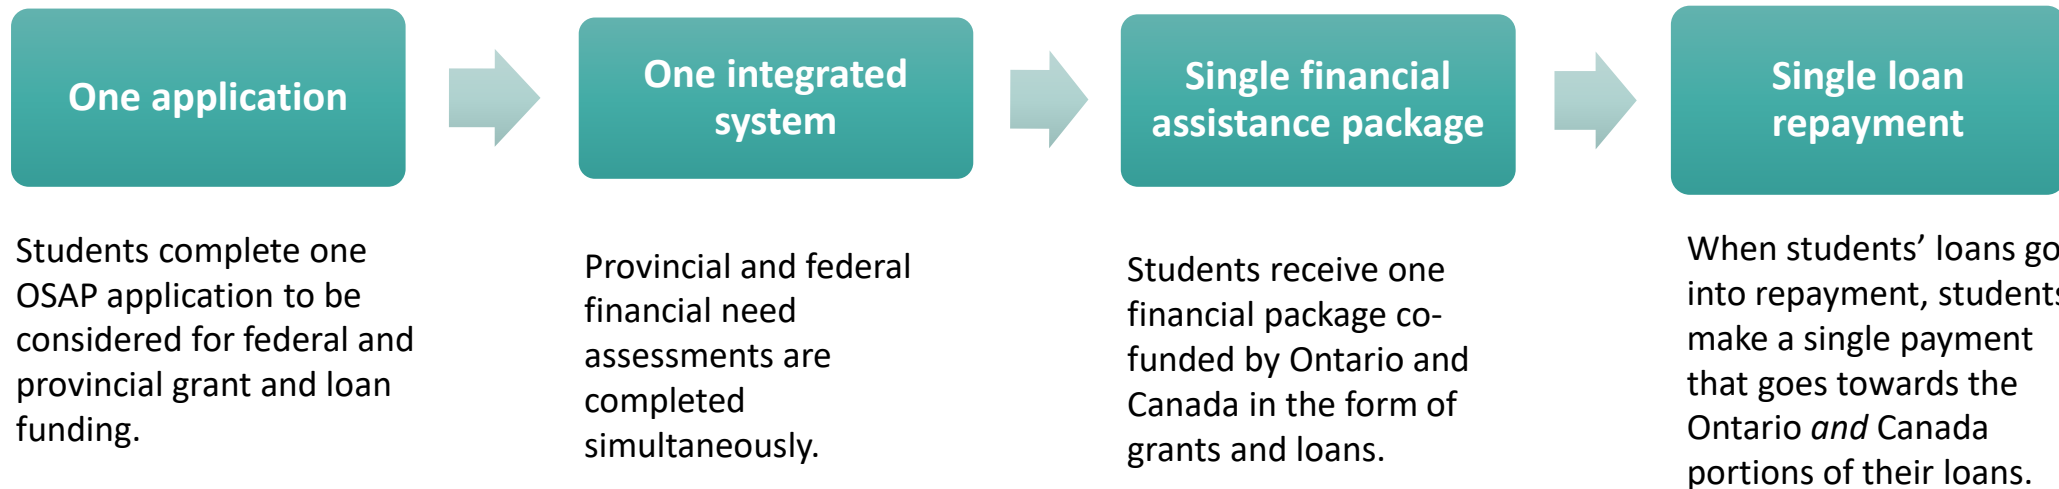 One application
Students complete one
OSAP application to be
considered for federal and
provincial grant and loan
funding.
One integrated
system
Provincial and federal
financial need
assessments are
completed
simultaneously.
Single financial
assistance package
Students receive one
financial package co-
funded by Ontario and
Canada in the form of
grants and loans.
Single loan
repayment
When students’ loans go
into repayment, students
make a single payment
that goes towards the
Ontario and Canada
portions of their loans.